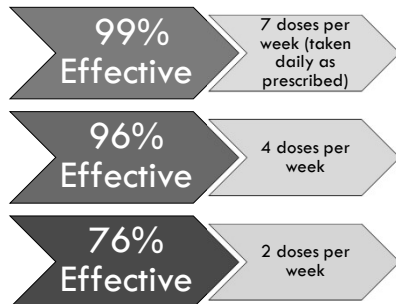 99%
Effective
7 doses per
week (taken
daily as
prescribed)
96%
Effective
4 doses per
week
76%
Effective
2 doses per
week